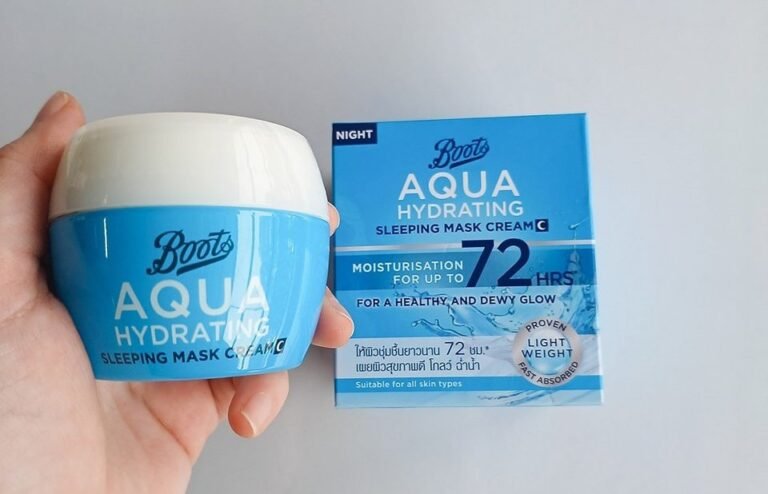 Boots
AQUA
HYDRATING
SLEEPING MASK CREAM C
NIGHT
Boots
AQUA
HYDRATING
SLEEPING MASK CREAM C
MOISTURISATION
FOR UP TO 72 HRS
FOR A HEALTHY AND DEWY GLOW
ให้ผิวชุ่มชื้นยาวนาน 72 ชม.*
เผยผิวสุขภาพดี โกลว์ ฉ่ำน้ำ
Suitable for all skin types
PROVEN
LIGHT
WEIGHT
FAST ABSORBED